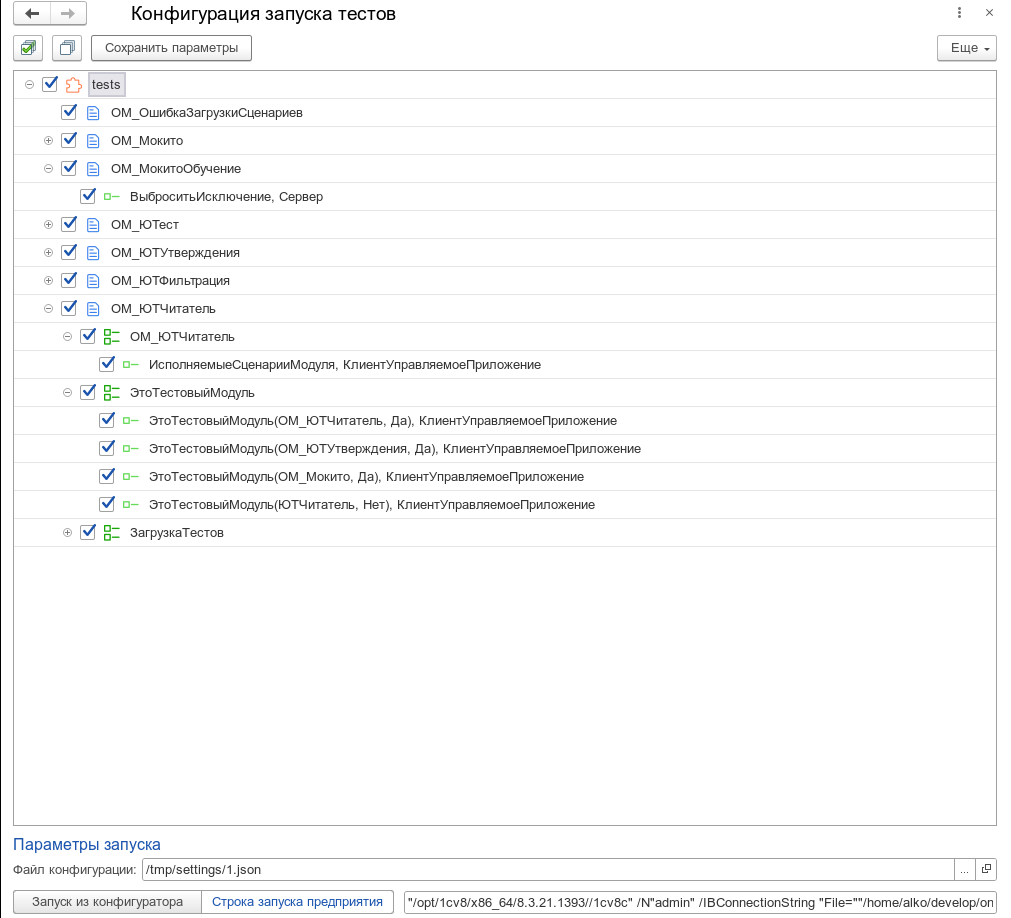 Конфигурация запуска тестов
Сохранить параметры
Еще
tests
ОМ_ОшибкаЗагрузкиСценариев
ОМ_Мокито
ОМ_МокитоОбучение
ВыброситьИсключение, Сервер
ОМ_ЮТест
ОМ_ЮТУтверждения
ОМ_ЮТФильтрация
ОМ_ЮТЧитатель
ОМ_ЮТЧитатель
ИсполняемыеСценарииМодуля, КлиентУправляемоеПриложение
ЭтоТестовыйМодуль
ЭтоТестовыйМодуль(ОМ_ЮТЧитатель, Да), КлиентУправляемоеПриложение
ЭтоТестовыйМодуль(ОМ_ЮТУтверждения, Да), КлиентУправляемоеПриложение
ЭтоТестовыйМодуль(ОМ_Мокито, Да), КлиентУправляемоеПриложение
ЭтоТестовыйМодуль(ЮТЧитатель, Нет), КлиентУправляемоеПриложение
ЗагрузкаТестов
Параметры запуска
Файл конфигурации: /tmp/settings/1.json ...
Запуск из конфигуратора Строка запуска предприятия "/opt/1cv8/x86_64/8.3.21.1393//1cv8c" /N"admin" /IBConnectionString "File=""/home/alko/develop/on